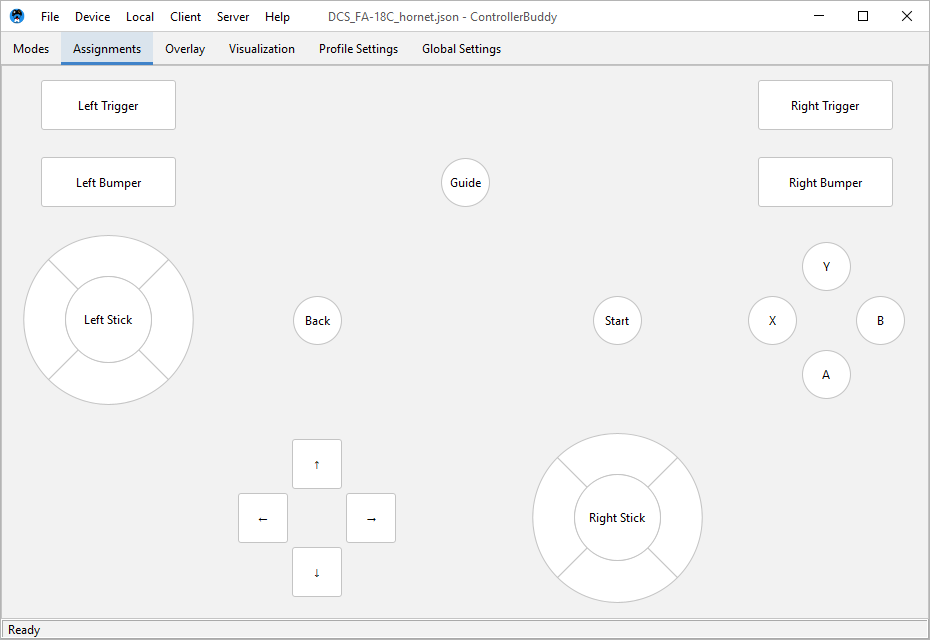 File Device Local Client Server Help DCS_FA-18C_hornet.json - ControllerBuddy
Modes Assignments Overlay Visualization Profile Settings Global Settings
Left Trigger Right Trigger
Left Bumper Guide Right Bumper
Y
Left Stick Back Start X B
A
↑
← → Right Stick
↓
Ready